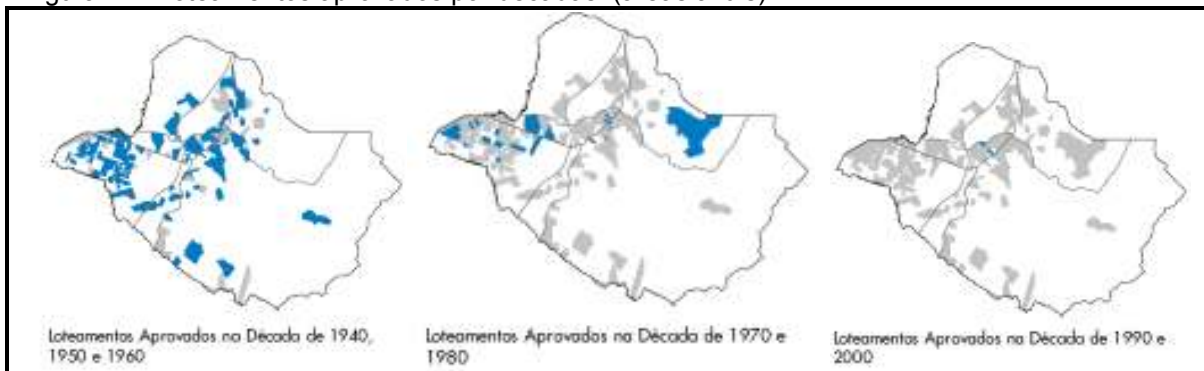 Loteamentos Aprovados na Década de 1940,
1950 e 1960
Loteamentos Aprovados na Década de 1970 e
1980
Loteamentos Aprovados na Década de 1990 e
2000